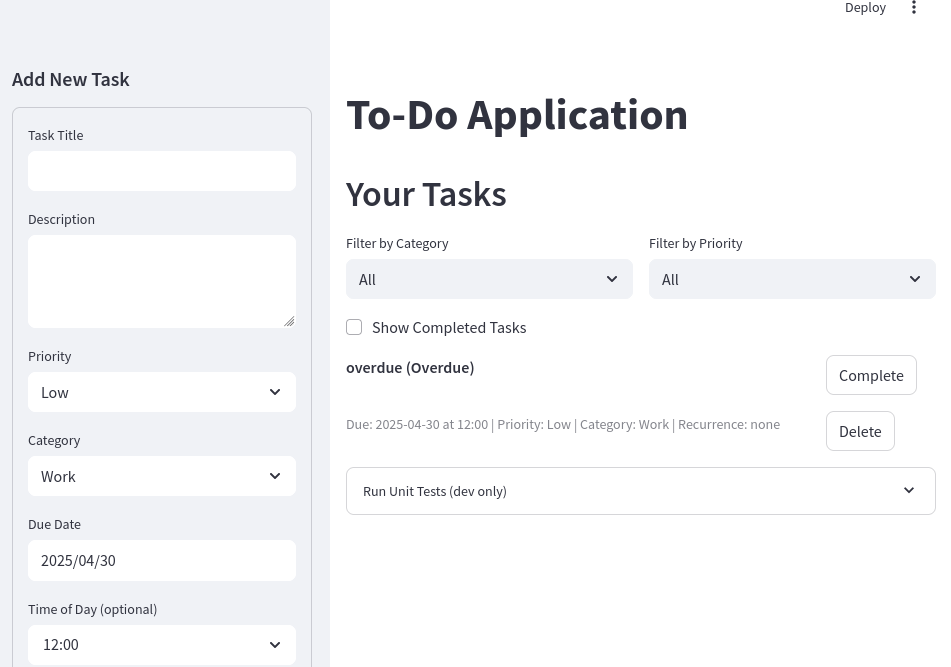 Deploy
Add New Task
Task Title
Description
Priority
Low
Category
Work
Due Date
2025/04/30
Time of Day (optional)
12:00
To-Do Application
Your Tasks
Filter by Category
Filter by Priority
All
All
Show Completed Tasks
overdue (Overdue)
Complete
Due: 2025-04-30 at 12:00 | Priority: Low | Category: Work | Recurrence: none
Delete
Run Unit Tests (dev only)